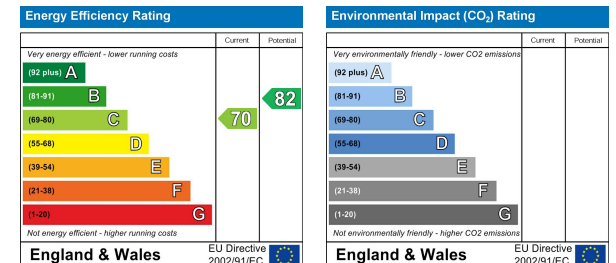 Energy Efficiency Rating
Current Potential
Very energy efficient - lower running costs
(92 plus) A
(81-91) B
(69-80) C
(55-68) D
(39-54) E
(21-38) F
(1-20) G
70
82
Not energy efficient - higher running costs
England & Wales
EU Directive
2002/91/EC
Environmental Impact (CO₂) Rating
Current Potential
Very environmentally friendly - lower CO2 emissions
(92 plus) A
(81-91) B
(69-80) C
(55-68) D
(39-54) E
(21-38) F
(1-20) G
Not environmentally friendly - higher CO2 emissions
England & Wales
EU Directive
2002/91/EC